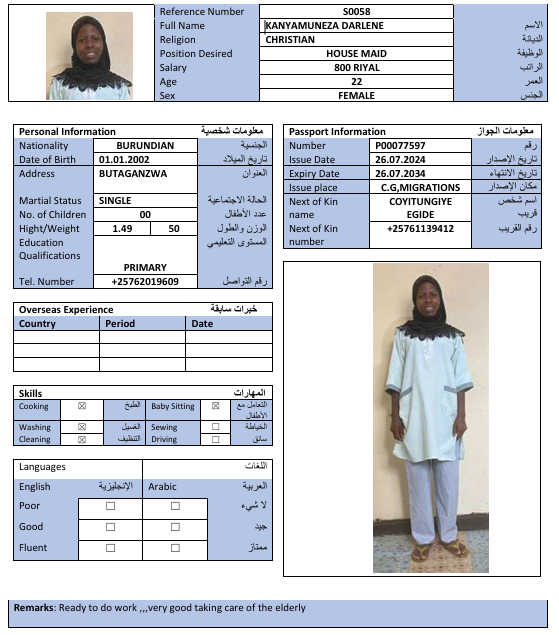 Reference Number S0058
Full Name KANYAMUNEZA DARLENE الاسم
Religion CHRISTIAN الديانة
Position Desired HOUSE MAID الوظيفة
Salary 800 RIYAL الراتب
Age 22 العمر
Sex FEMALE الجنس
Personal Information معلومات شخصية
Nationality BURUNDIAN الجنسية
Date of Birth 01.01.2002 تاريخ الميلاد
Address BUTAGANZWA العنوان
Martial Status SINGLE الحالة الاجتماعية
No. of Children 00 عدد الأطفال
Hight/Weight 1.49 50 الوزن والطول
Education المستوى التعليمي
Qualifications
PRIMARY
Tel. Number +25762019609 رقم التواصل
Passport Information معلومات الجواز
Number P00077597 رقم
Issue Date 26.07.2024 تاريخ الإصدار
Expiry Date 26.07.2034 تاريخ الانتهاء
Issue place C.G,MIGRATIONS مكان الإصدار
Next of Kin COYITUNGIYE اسم شخص
name EGIDE قريب
Next of Kin +25761139412 رقم القريب
number
Overseas Experience خبرات سابقة
Country Period Date
Skills المهارات
Cooking ☒ الطبخ Baby Sitting ☒ التعامل مع
الأطفال
Washing ☒ الغسيل Sewing ☐ الخياطة
Cleaning ☒ التنظيف Driving ☐ سائق
Languages اللغات
English الإنجليزية Arabic العربية
Poor ☐ ☐ لا شيء
Good ☐ ☐ جيد
Fluent ☐ ☐ ممتاز
Remarks: Ready to do work ,,,very good taking care of the elderly